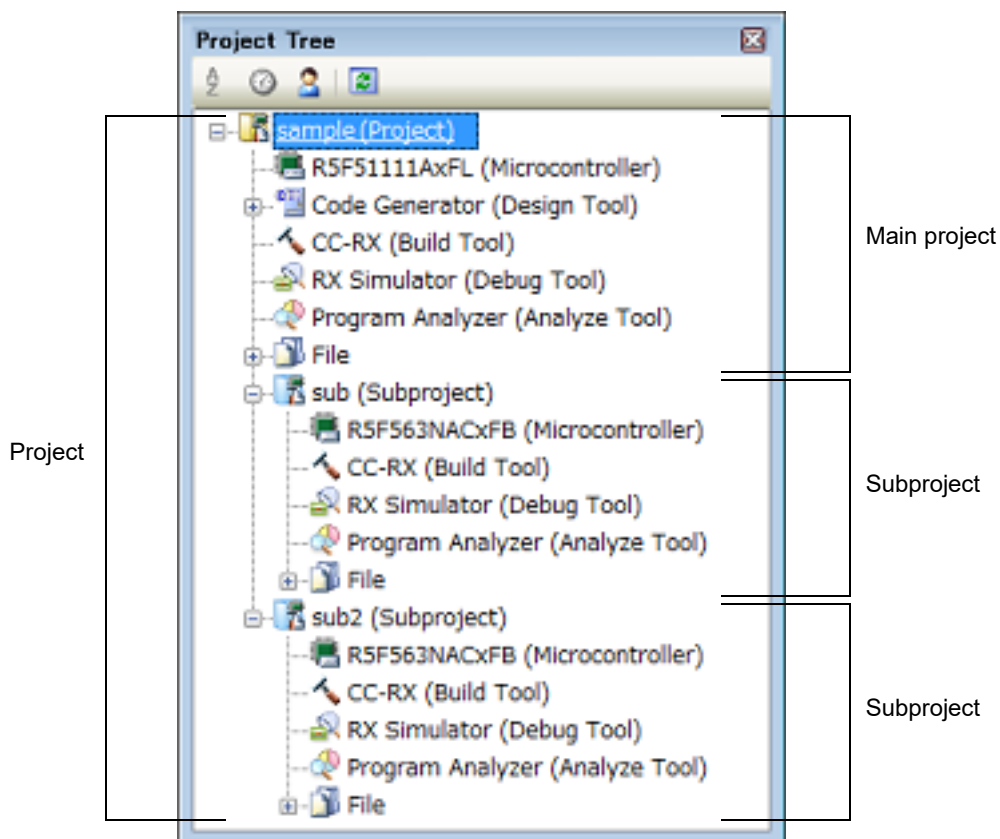 Project Tree
sample (Project)
R5F51111AxFL (Microcontroller)
Code Generator (Design Tool)
CC-RX (Build Tool)
RX Simulator (Debug Tool)
Program Analyzer (Analyze Tool)
File
sub (Subproject)
R5F563NACxFB (Microcontroller)
CC-RX (Build Tool)
RX Simulator (Debug Tool)
Program Analyzer (Analyze Tool)
File
sub2 (Subproject)
R5F563NACxFB (Microcontroller)
CC-RX (Build Tool)
RX Simulator (Debug Tool)
Program Analyzer (Analyze Tool)
File
Project
Main project
Subproject
Subproject